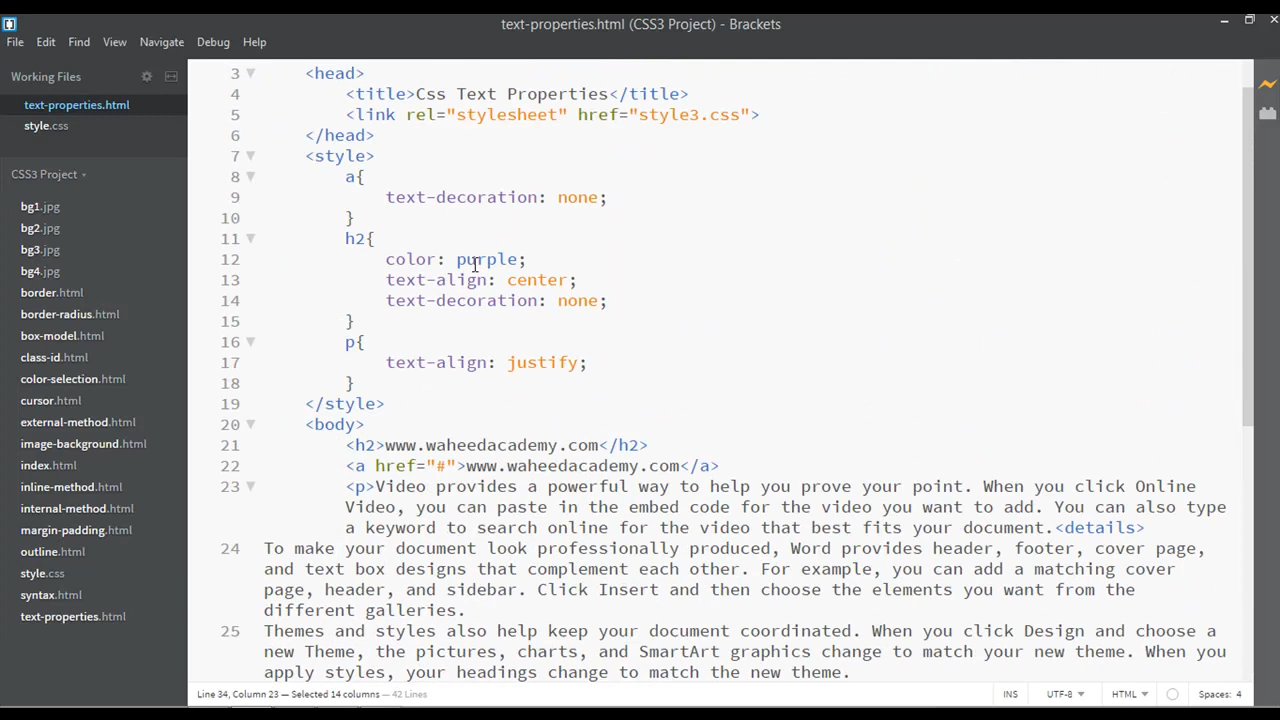 text-properties.html (CSS3 Project) - Brackets
File Edit Find View Navigate Debug Help
Working Files
text-properties.html
style.css
CSS3 Project
bg1.jpg
bg2.jpg
bg3.jpg
bg4.jpg
border.html
border-radius.html
box-model.html
class-id.html
color-selection.html
cursor.html
external-method.html
image-background.html
index.html
inline-method.html
internal-method.html
margin-padding.html
outline.html
style.css
syntax.html
text-properties.html
3 <head>
4 <title>Css Text Properties</title>
5 <link rel="stylesheet" href="style3.css">
6 </head>
7 <style>
8 a{
9 text-decoration: none;
10 }
11 h2{
12 color: purple;
13 text-align: center;
14 text-decoration: none;
15 }
16 p{
17 text-align: justify;
18 }
19 </style>
20 <body>
21 <h2>www.waheedacademy.com</h2>
22 <a href="#">www.waheedacademy.com</a>
23 <p>Video provides a powerful way to help you prove your point. When you click Online
Video, you can paste in the embed code for the video you want to add. You can also type
a keyword to search online for the video that best fits your document.<details>
24 To make your document look professionally produced, Word provides header, footer, cover page,
and text box designs that complement each other. For example, you can add a matching cover
page, header, and sidebar. Click Insert and then choose the elements you want from the
different galleries.
25 Themes and styles also help keep your document coordinated. When you click Design and choose a
new Theme, the pictures, charts, and SmartArt graphics change to match your new theme. When you
apply styles, your headings change to match the new theme.
Line 34, Column 23 — Selected 14 columns — 42 Lines
INS UTF-8 HTML Spaces: 4